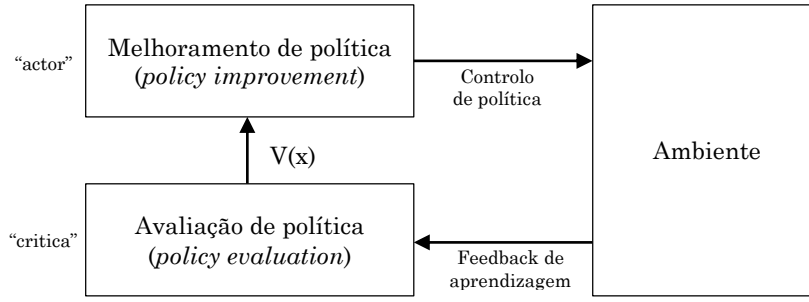 “actor”
Melhoramento de política
(policy improvement)
Controlo
de política
Ambiente
V(x)
“critica”
Avaliação de política
(policy evaluation)
Feedback de
aprendizagem